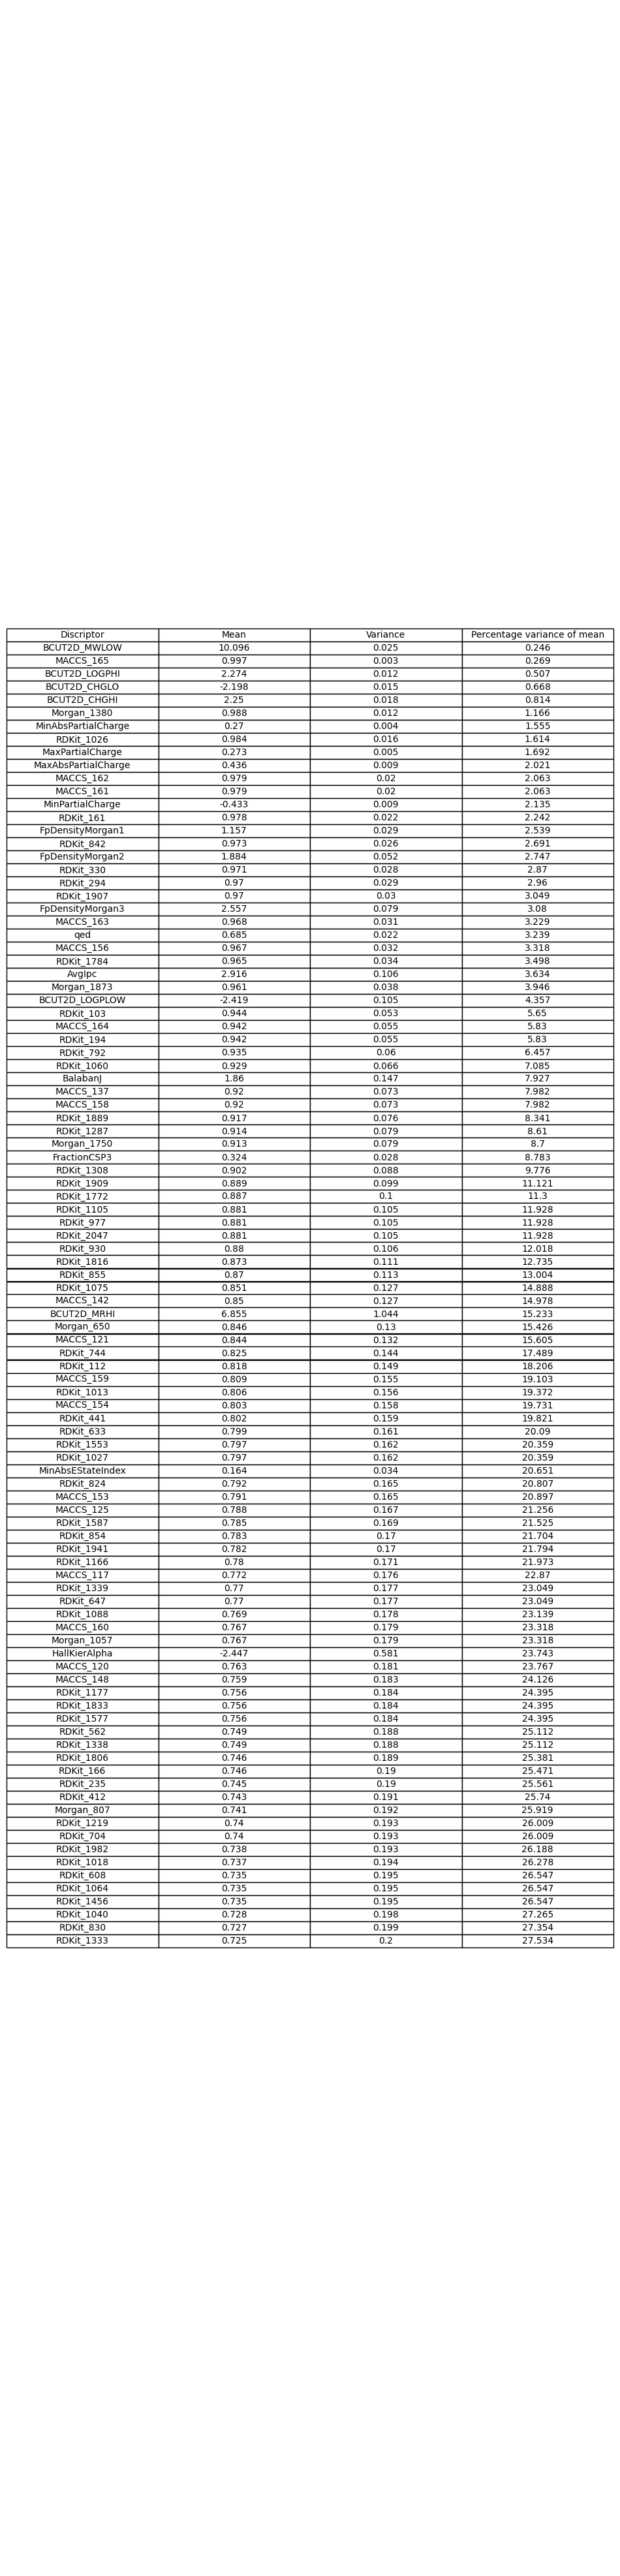 Discriptor Mean Variance Percentage variance of mean
BCUT2D_MWLOW 10.096 0.025 0.246
MACCS_165 0.997 0.003 0.269
BCUT2D_LOGPHI 2.274 0.012 0.507
BCUT2D_CHGLO -2.198 0.015 0.668
BCUT2D_CHGHI 2.25 0.018 0.814
Morgan_1380 0.988 0.012 1.166
MinAbsPartialCharge 0.27 0.004 1.555
RDKit_1026 0.984 0.016 1.614
MaxPartialCharge 0.273 0.005 1.692
MaxAbsPartialCharge 0.436 0.009 2.021
MACCS_162 0.979 0.02 2.063
MACCS_161 0.979 0.02 2.063
MinPartialCharge -0.433 0.009 2.135
RDKit_161 0.978 0.022 2.242
FpDensityMorgan1 1.157 0.029 2.539
RDKit_842 0.973 0.026 2.691
FpDensityMorgan2 1.884 0.052 2.747
RDKit_330 0.971 0.028 2.87
RDKit_294 0.97 0.029 2.96
RDKit_1907 0.97 0.03 3.049
FpDensityMorgan3 2.557 0.079 3.08
MACCS_163 0.968 0.031 3.229
qed 0.685 0.022 3.239
MACCS_156 0.967 0.032 3.318
RDKit_1784 0.965 0.034 3.498
AvgIpc 2.916 0.106 3.634
Morgan_1873 0.961 0.038 3.946
BCUT2D_LOGPLOW -2.419 0.105 4.357
RDKit_103 0.944 0.053 5.65
MACCS_164 0.942 0.055 5.83
RDKit_194 0.942 0.055 5.83
RDKit_792 0.935 0.06 6.457
RDKit_1060 0.929 0.066 7.085
BalabanJ 1.86 0.147 7.927
MACCS_137 0.92 0.073 7.982
MACCS_158 0.92 0.073 7.982
RDKit_1889 0.917 0.076 8.341
RDKit_1287 0.914 0.079 8.61
Morgan_1750 0.913 0.079 8.7
FractionCSP3 0.324 0.028 8.783
RDKit_1308 0.902 0.088 9.776
RDKit_1909 0.889 0.099 11.121
RDKit_1772 0.887 0.1 11.3
RDKit_1105 0.881 0.105 11.928
RDKit_977 0.881 0.105 11.928
RDKit_2047 0.881 0.105 11.928
RDKit_930 0.88 0.106 12.018
RDKit_1816 0.873 0.111 12.735
RDKit_855 0.87 0.113 13.004
RDKit_1075 0.851 0.127 14.888
MACCS_142 0.85 0.127 14.978
BCUT2D_MRHI 6.855 1.044 15.233
Morgan_650 0.846 0.13 15.426
MACCS_121 0.844 0.132 15.605
RDKit_744 0.825 0.144 17.489
RDKit_112 0.818 0.149 18.206
MACCS_159 0.809 0.155 19.103
RDKit_1013 0.806 0.156 19.372
MACCS_154 0.803 0.158 19.731
RDKit_441 0.802 0.159 19.821
RDKit_633 0.799 0.161 20.09
RDKit_1553 0.797 0.162 20.359
RDKit_1027 0.797 0.162 20.359
MinAbsEStateIndex 0.164 0.034 20.651
RDKit_824 0.792 0.165 20.807
MACCS_153 0.791 0.165 20.897
MACCS_125 0.788 0.167 21.256
RDKit_1587 0.785 0.169 21.525
RDKit_854 0.783 0.17 21.704
RDKit_1941 0.782 0.17 21.794
RDKit_1166 0.78 0.171 21.973
MACCS_117 0.772 0.176 22.87
RDKit_1339 0.77 0.177 23.049
RDKit_647 0.77 0.177 23.049
RDKit_1088 0.769 0.178 23.139
MACCS_160 0.767 0.179 23.318
Morgan_1057 0.767 0.179 23.318
HallKierAlpha -2.447 0.581 23.743
MACCS_120 0.763 0.181 23.767
MACCS_148 0.759 0.183 24.126
RDKit_1177 0.756 0.184 24.395
RDKit_1833 0.756 0.184 24.395
RDKit_1577 0.756 0.184 24.395
RDKit_562 0.749 0.188 25.112
RDKit_1338 0.749 0.188 25.112
RDKit_1806 0.746 0.189 25.381
RDKit_166 0.746 0.19 25.471
RDKit_235 0.745 0.19 25.561
RDKit_412 0.743 0.191 25.74
Morgan_807 0.741 0.192 25.919
RDKit_1219 0.74 0.193 26.009
RDKit_704 0.74 0.193 26.009
RDKit_1982 0.738 0.193 26.188
RDKit_1018 0.737 0.194 26.278
RDKit_608 0.735 0.195 26.547
RDKit_1064 0.735 0.195 26.547
RDKit_1456 0.735 0.195 26.547
RDKit_1040 0.728 0.198 27.265
RDKit_830 0.727 0.199 27.354
RDKit_1333 0.725 0.2 27.534